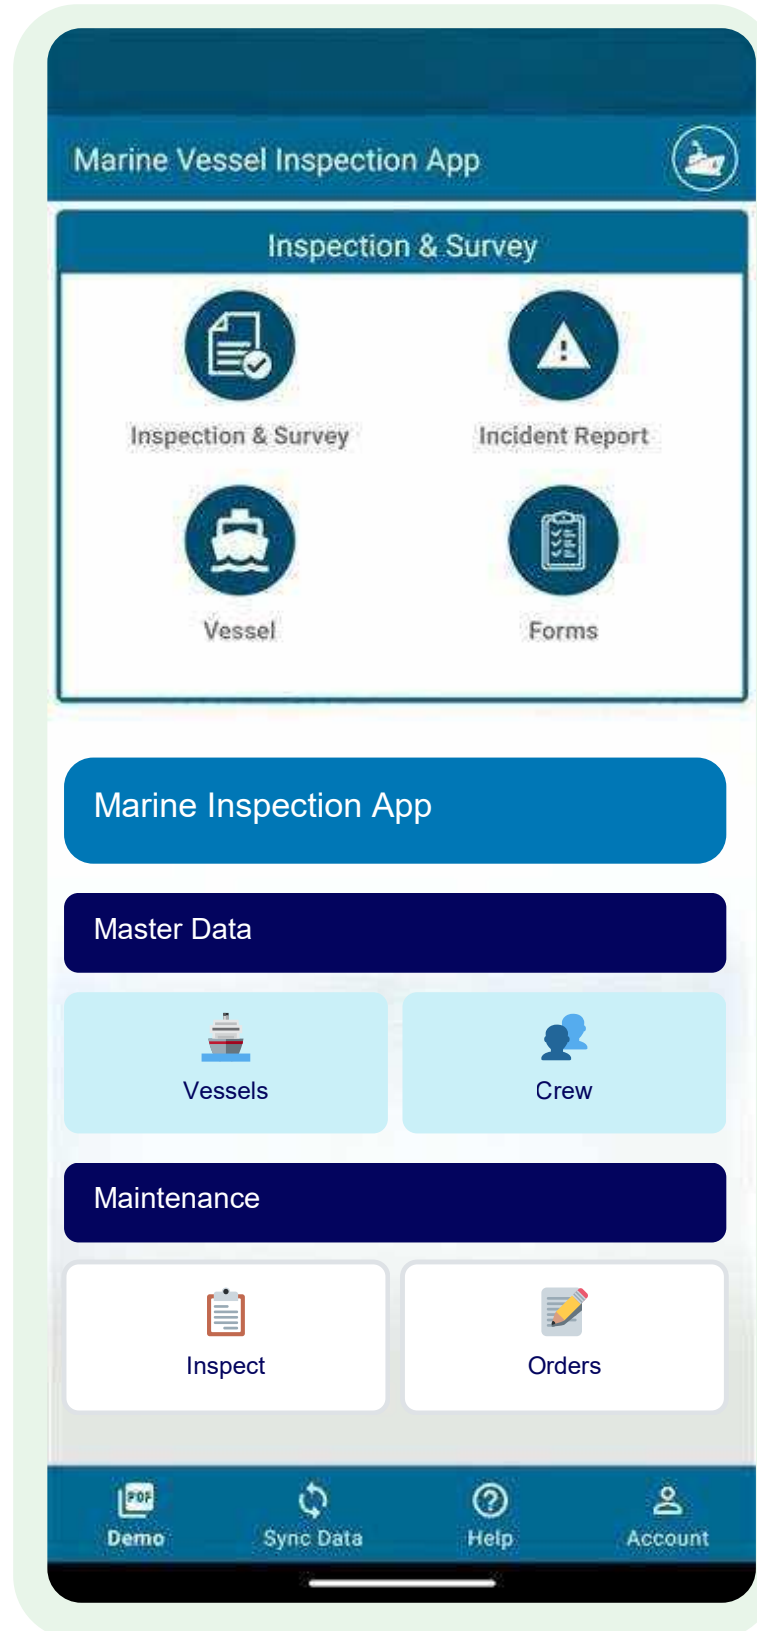 Marine Vessel Inspection App
Inspection & Survey
Inspection & Survey
Incident Report
Vessel
Forms
Marine Inspection App
Master Data
Vessels
Crew
Maintenance
Inspect
Orders
PDF
Demo
Sync Data
Help
Account